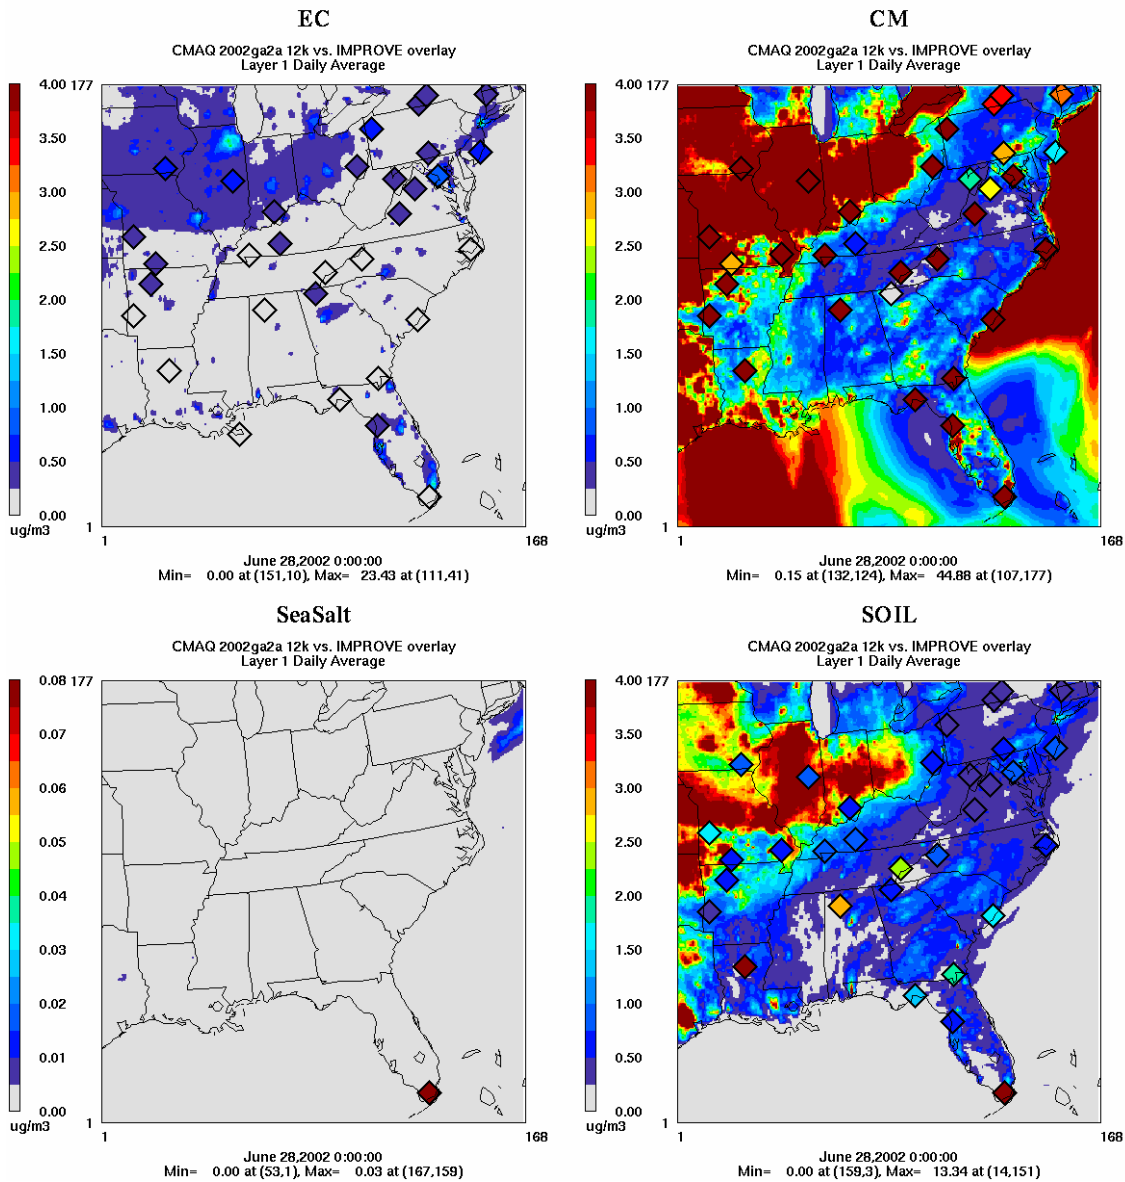 EC
CMAQ 2002ga2a 12k vs. IMPROVE overlay
Layer 1 Daily Average
4.00 177
3.50
3.00
2.50
2.00
1.50
1.00
0.50
0.00
ug/m3
1
1 168
June 28,2002 0:00:00
Min= 0.00 at (151,10), Max= 23.43 at (111,41)
CM
CMAQ 2002ga2a 12k vs. IMPROVE overlay
Layer 1 Daily Average
4.00 177
3.50
3.00
2.50
2.00
1.50
1.00
0.50
0.00
ug/m3
1
1 168
June 28,2002 0:00:00
Min= 0.15 at (132,124), Max= 44.88 at (107,177)
SeaSalt
CMAQ 2002ga2a 12k vs. IMPROVE overlay
Layer 1 Daily Average
0.08 177
0.07
0.06
0.05
0.04
0.03
0.02
0.01
0.00
ug/m3
1
1 168
June 28,2002 0:00:00
Min= 0.00 at (53,1), Max= 0.03 at (167,159)
SOIL
CMAQ 2002ga2a 12k vs. IMPROVE overlay
Layer 1 Daily Average
4.00 177
3.50
3.00
2.50
2.00
1.50
1.00
0.50
0.00
ug/m3
1
1 168
June 28,2002 0:00:00
Min= 0.00 at (159,3), Max= 13.34 at (14,151)